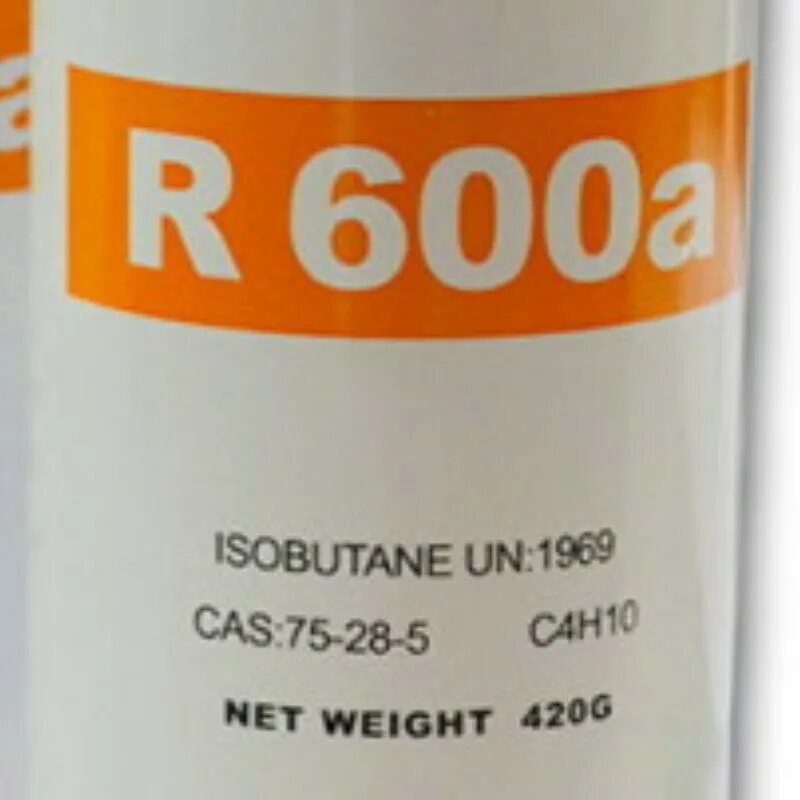 R 600a
ISOBUTANE UN:1969
CAS:75-28-5 C4H10
NET WEIGHT 420G